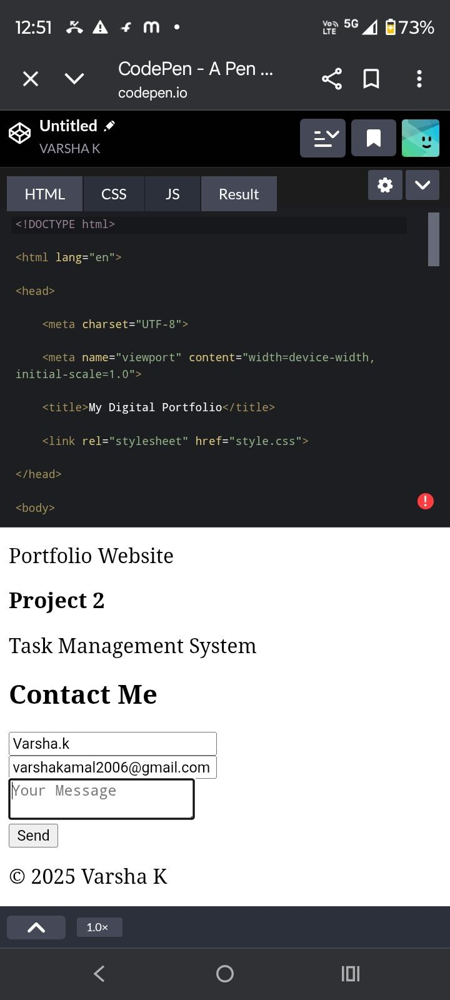 12:51
Vo LTE 5G 73%
CodePen - A Pen ...
codepen.io
Untitled
VARSHA K
HTML CSS JS Result
<!DOCTYPE html>
<html lang="en">
<head>
<meta charset="UTF-8">
<meta name="viewport" content="width=device-width,
initial-scale=1.0">
<title>My Digital Portfolio</title>
<link rel="stylesheet" href="style.css">
</head>
<body>
Portfolio Website
Project 2
Task Management System
Contact Me
Varsha.k
varshakamal2006@gmail.com
Your Message
Send
© 2025 Varsha K
1.0×